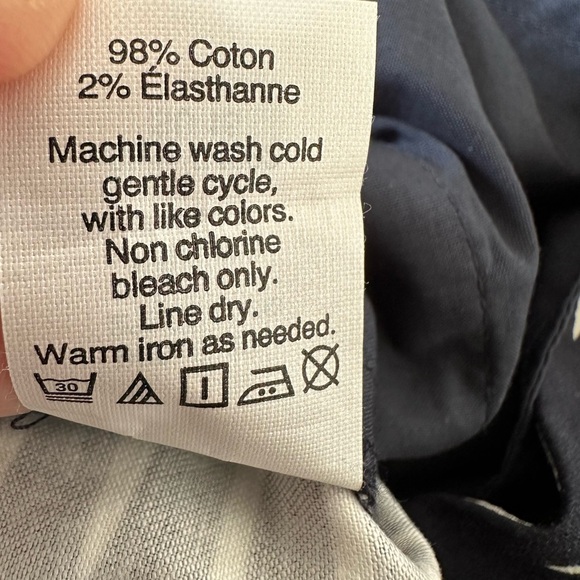 98% Coton
2% Élasthanne
Machine wash cold
gentle cycle,
with like colors.
Non chlorine
bleach only.
Line dry.
Warm iron as needed.
30